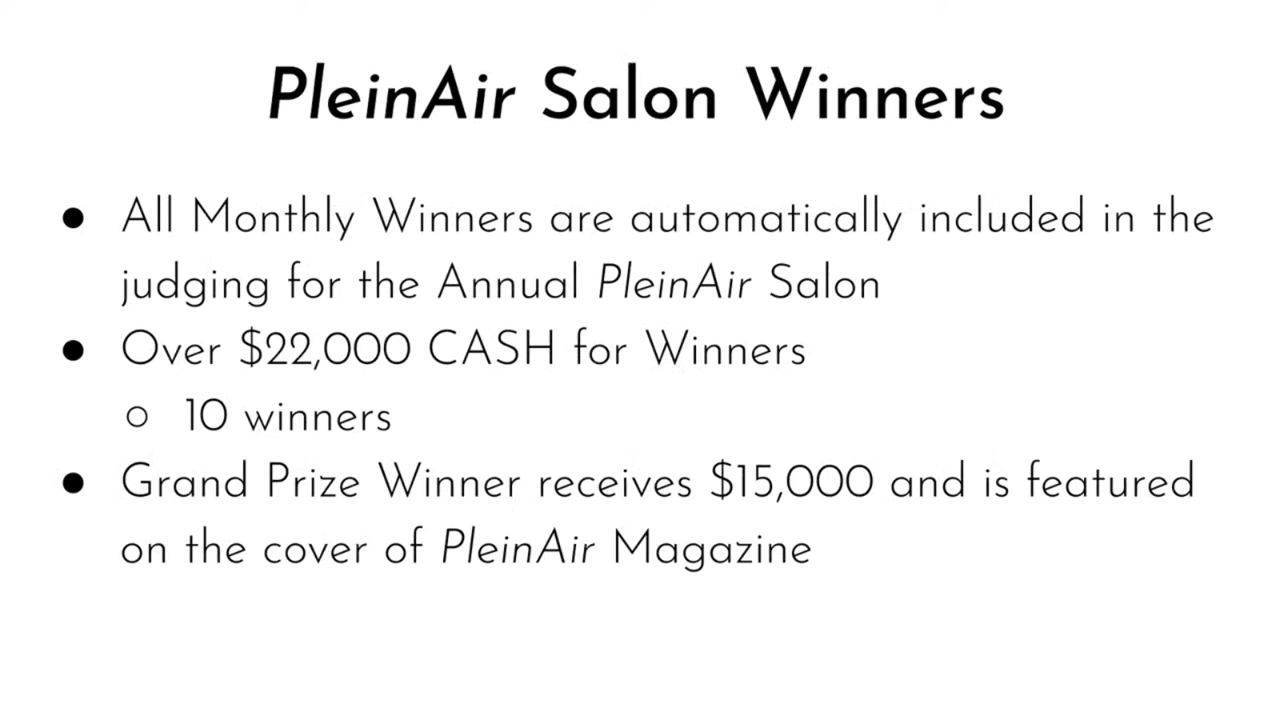 PleinAir Salon Winners
● All Monthly Winners are automatically included in the
judging for the Annual PleinAir Salon
● Over $22,000 CASH for Winners
○ 10 winners
● Grand Prize Winner receives $15,000 and is featured
on the cover of PleinAir Magazine